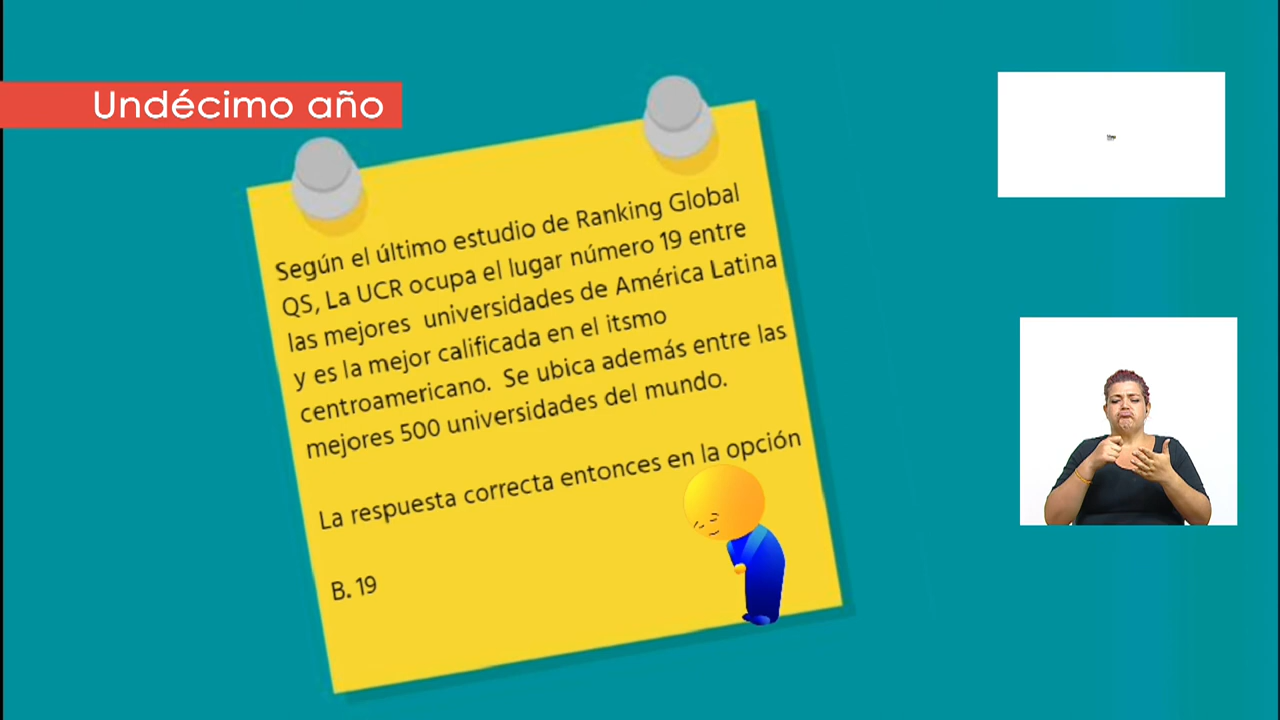 Undécimo año
Según el último estudio de Ranking Global
QS, La UCR ocupa el lugar número 19 entre
las mejores universidades de América Latina
y es la mejor calificada en el itsmo
centroamericano. Se ubica además entre las
mejores 500 universidades del mundo.
La respuesta correcta entonces en la opción
B. 19